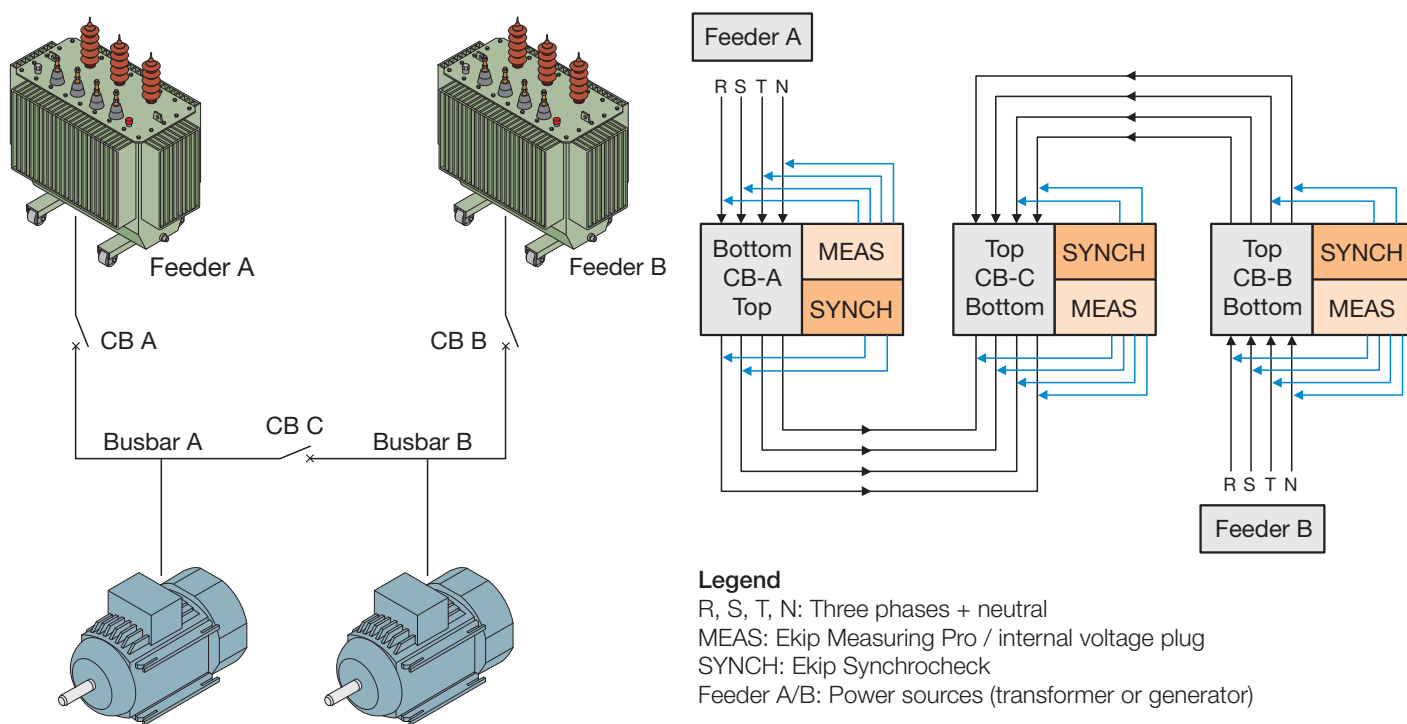 Feeder A
Feeder B
CB A
CB B
CB C
Busbar A
Busbar B
Feeder A
R S T N
Bottom
CB-A
Top
MEAS
SYNCH
Top
CB-C
Bottom
SYNCH
MEAS
Top
CB-B
Bottom
SYNCH
MEAS
R S T N
Feeder B
Legend
R, S, T, N: Three phases + neutral
MEAS: Ekip Measuring Pro / internal voltage plug
SYNCH: Ekip Synchrocheck
Feeder A/B: Power sources (transformer or generator)